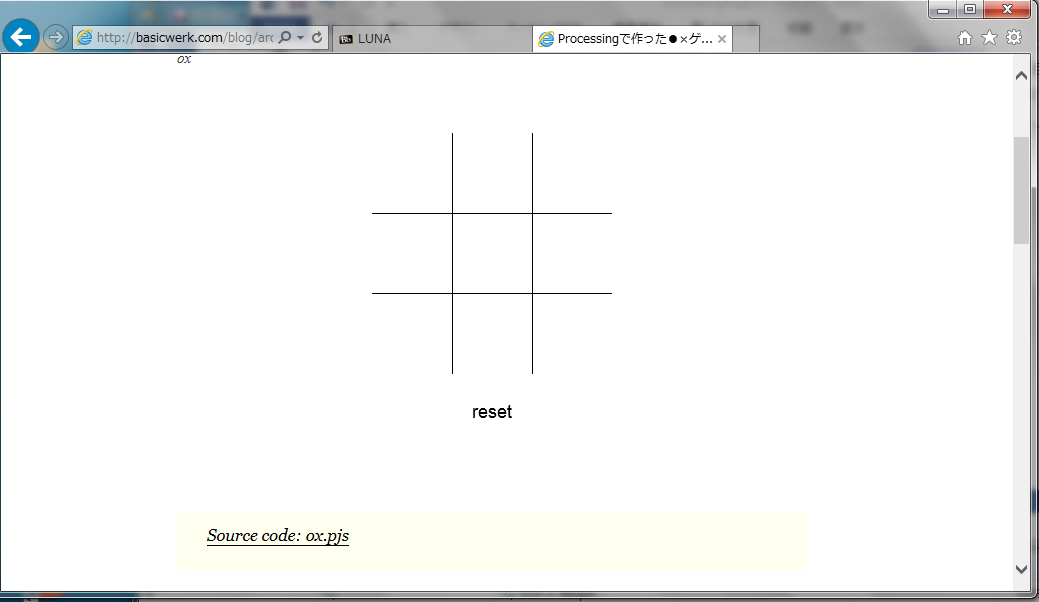 http://basicwerk.com/blog/arc
LUNA
Processingで作った●×ゲ...
ox
reset
Source code: ox.pjs